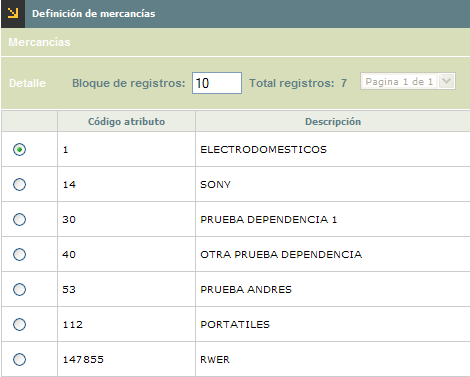 Definición de mercancías
Mercancias
Detalle Bloque de registros: 10 Total registros: 7 Pagina 1 de 1
Código atributo Descripción
1 ELECTRODOMESTICOS
14 SONY
30 PRUEBA DEPENDENCIA 1
40 OTRA PRUEBA DEPENDENCIA
53 PRUEBA ANDRES
112 PORTATILES
147855 RWER